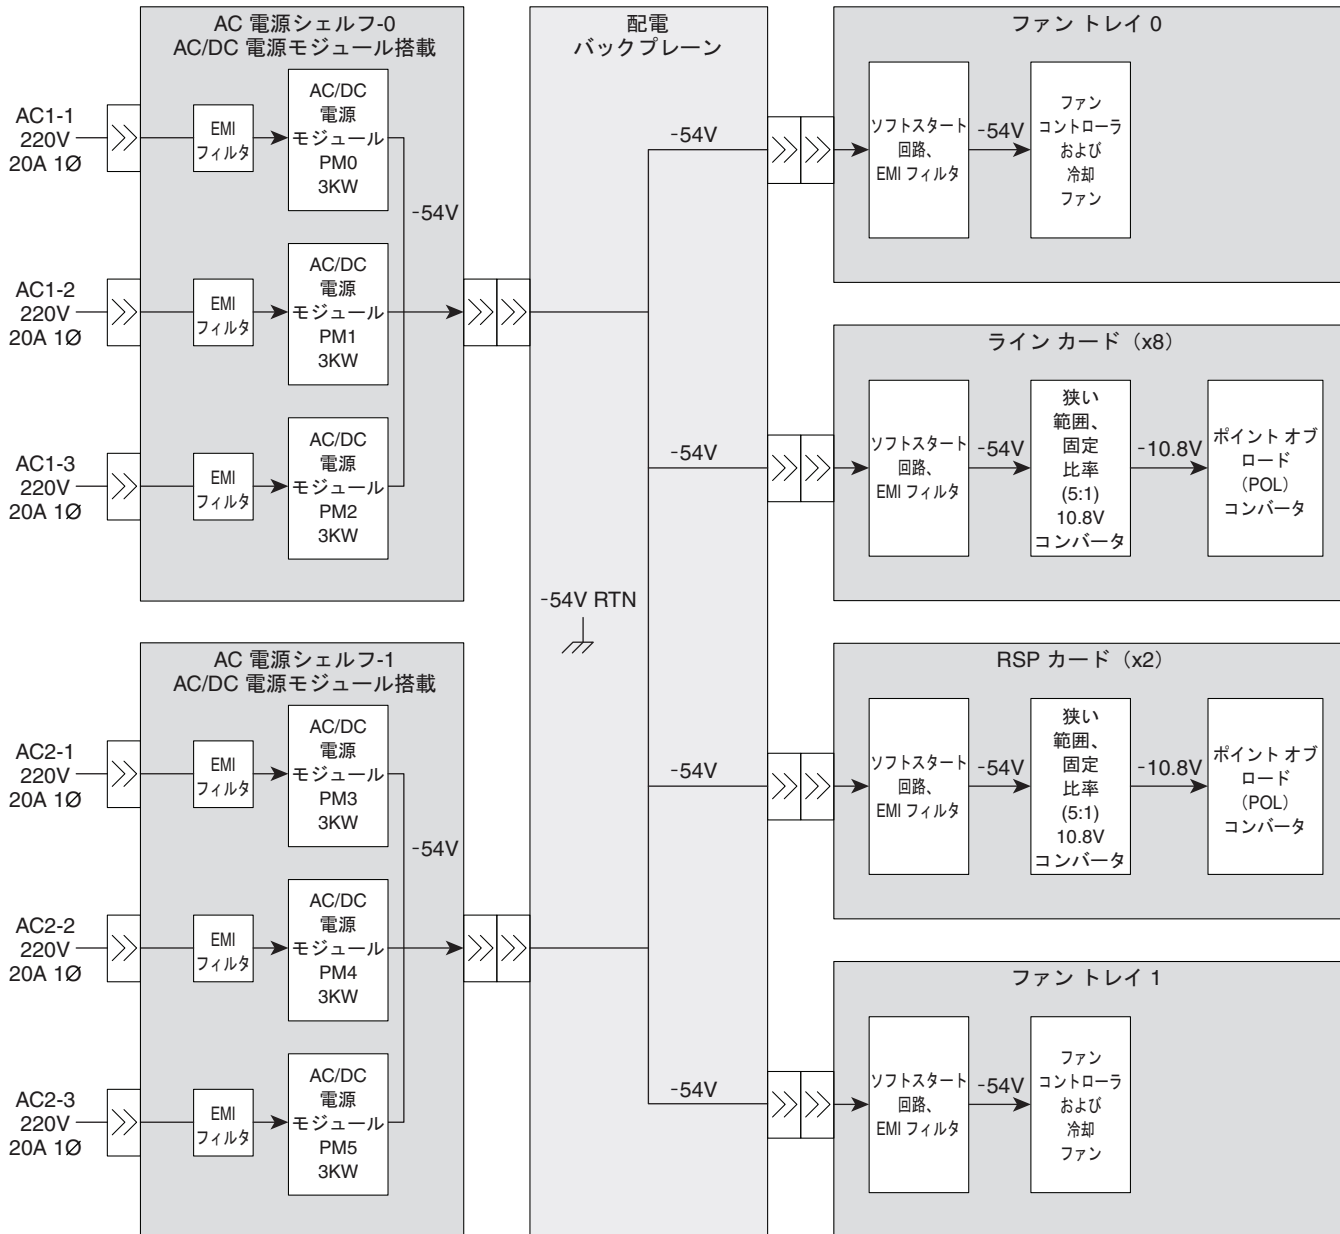 AC 電源シェルフ-0
AC/DC 電源モジュール搭載
AC1-1
220V
20A 1Ø
EMI
フィルタ
AC/DC
電源
モジュール
PM0
3KW
-54V
AC1-2
220V
20A 1Ø
EMI
フィルタ
AC/DC
電源
モジュール
PM1
3KW
AC1-3
220V
20A 1Ø
EMI
フィルタ
AC/DC
電源
モジュール
PM2
3KW
AC 電源シェルフ-1
AC/DC 電源モジュール搭載
AC2-1
220V
20A 1Ø
EMI
フィルタ
AC/DC
電源
モジュール
PM3
3KW
-54V
AC2-2
220V
20A 1Ø
EMI
フィルタ
AC/DC
電源
モジュール
PM4
3KW
AC2-3
220V
20A 1Ø
EMI
フィルタ
AC/DC
電源
モジュール
PM5
3KW
配電
バックプレーン
-54V
-54V
-54V RTN
-54V
-54V
ファン トレイ 0
ソフトスタート
回路、
EMI フィルタ
-54V
ファン
コントローラ
および
冷却
ファン
ライン カード（x8）
ソフトスタート
回路、
EMI フィルタ
-54V
狭い
範囲、
固定
比率
(5:1)
10.8V
コンバータ
-10.8V
ポイント オブ
ロード
（POL）
コンバータ
RSP カード（x2）
ソフトスタート
回路、
EMI フィルタ
-54V
狭い
範囲、
固定
比率
(5:1)
10.8V
コンバータ
-10.8V
ポイント オブ
ロード
（POL）
コンバータ
ファン トレイ 1
ソフトスタート
回路、
EMI フィルタ
-54V
ファン
コントローラ
および
冷却
ファン